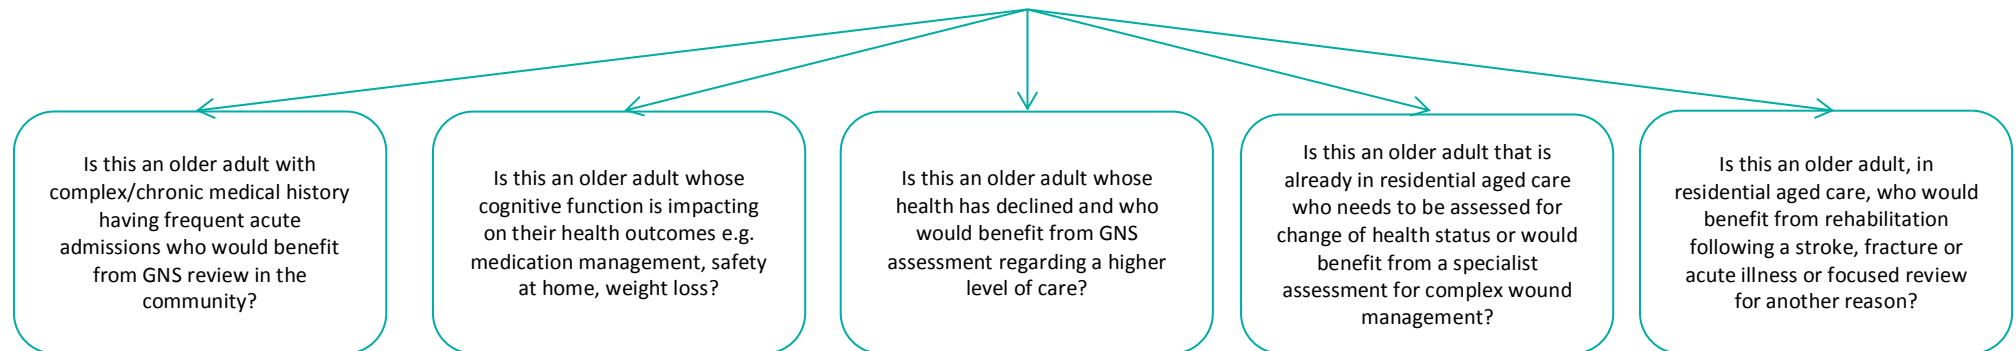 Is this an older adult with
complex/chronic medical history
having frequent acute
admissions who would benefit
from GNS review in the
community?
Is this an older adult whose
cognitive function is impacting
on their health outcomes e.g.
medication management, safety
at home, weight loss?
Is this an older adult whose
health has declined and who
would benefit from GNS
assessment regarding a higher
level of care?
Is this an older adult that is
already in residential aged care
who needs to be assessed for
change of health status or would
benefit from a specialist
assessment for complex wound
management?
Is this an older adult, in
residential aged care, who would
benefit from rehabilitation
following a stroke, fracture or
acute illness or focused review
for another reason?